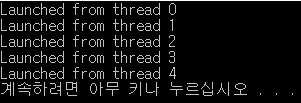 Launched from thread 0
Launched from thread 1
Launched from thread 2
Launched from thread 3
Launched from thread 4
계속하려면 아무 키나 누르십시오 . . .